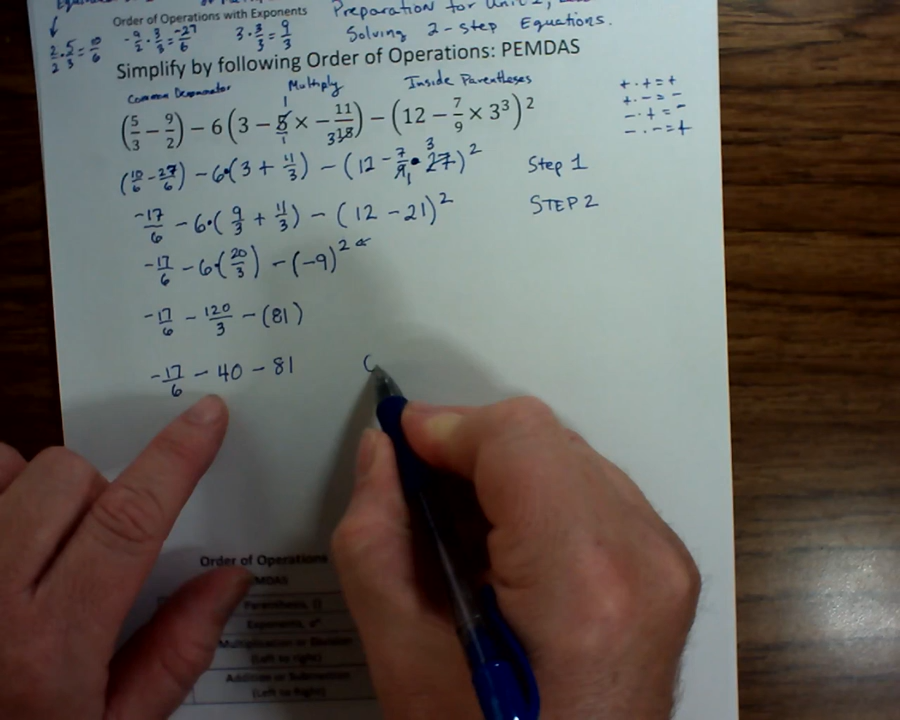 Preparation for Unit 2,
Order of Operations with Exponents
Solving 2-step Equations.
2/2 · 5/3 = 10/6
-9/2 · 3/3 = -27/6
3 · 3/3 = 9/3
Simplify by following Order of Operations: PEMDAS
Common Denominator
Multiply
Inside Parentheses
+ · + = +
+ · - = -
- · + = -
- · - = +
(5/3 − 9/2) − 6(3 − 5/1 × −11/3) − (12 − 7/9 × 3³)²
(10/6 − 27/6) − 6·(3 + 11/3) − (12 − 7/9 · 27)²
Step 1
-17/6 − 6·(9/3 + 11/3) − (12 − 21)²
STEP 2
-17/6 − 6·(20/3) − (−9)²
-17/6 − 120/3 − (81)
-17/6 − 40 − 81
Order of Operations
PEMDAS
Parenthesis, ()
Exponents,
Multiplication or Division
(Left to right)
Addition or Subtraction
(Left to Right)